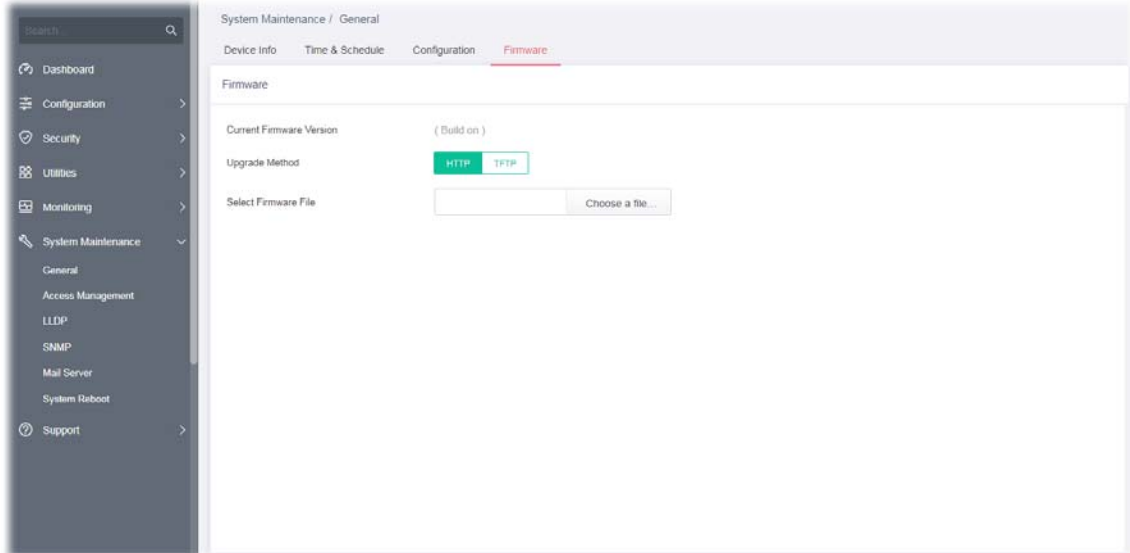 Search...
Dashboard
Configuration
Security
Utilities
Monitoring
System Maintenance
General
Access Management
LLDP
SNMP
Mail Server
System Reboot
Support
System Maintenance / General
Device Info Time & Schedule Configuration Firmware
Firmware
Current Firmware Version ( Build on )
Upgrade Method HTTP TFTP
Select Firmware File Choose a file...